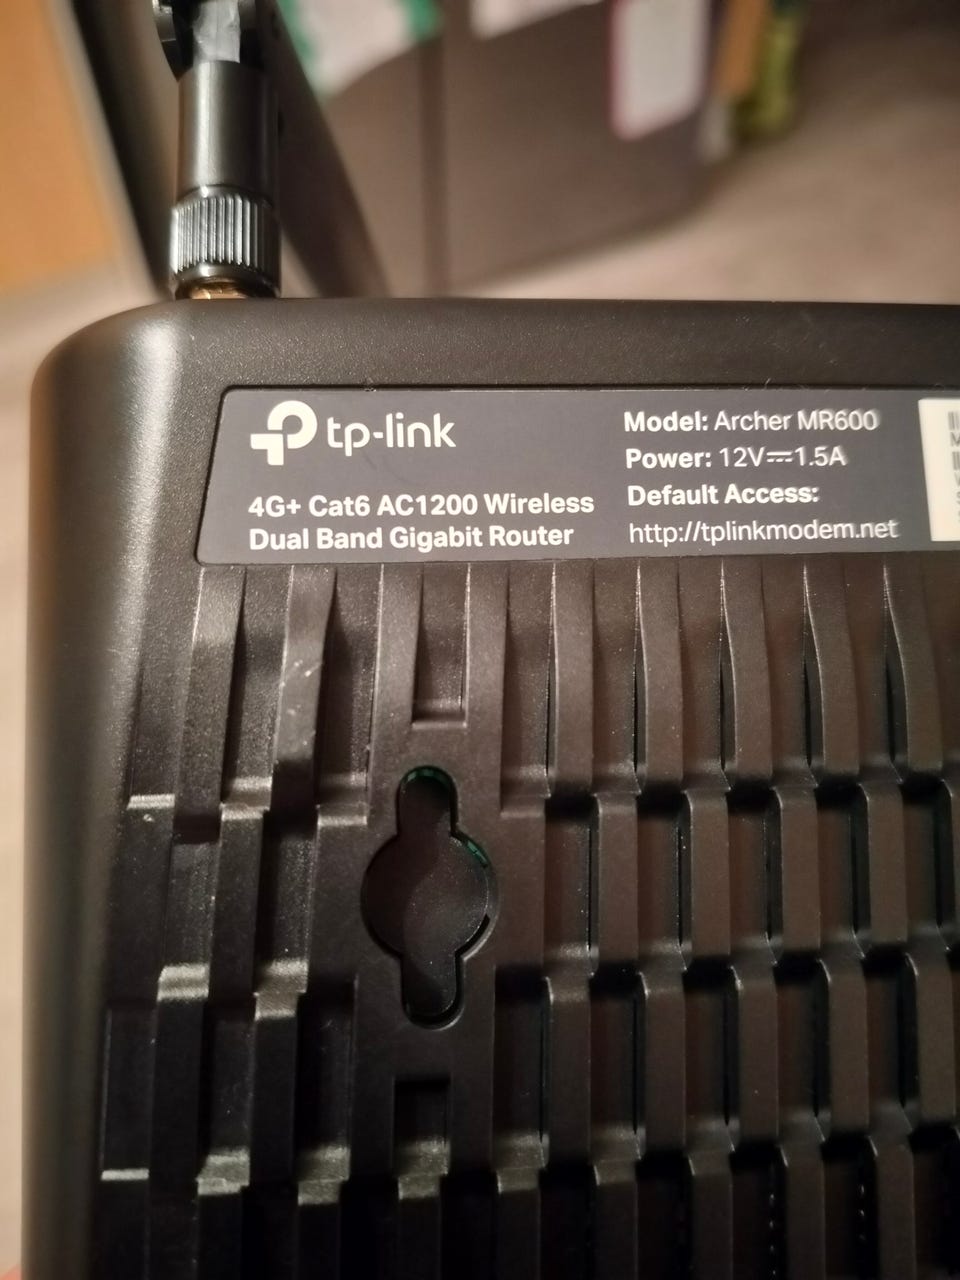 tp-link
4G+ Cat6 AC1200 Wireless
Dual Band Gigabit Router
Model: Archer MR600
Power: 12V⎓1.5A
Default Access:
http://tplinkmodem.net